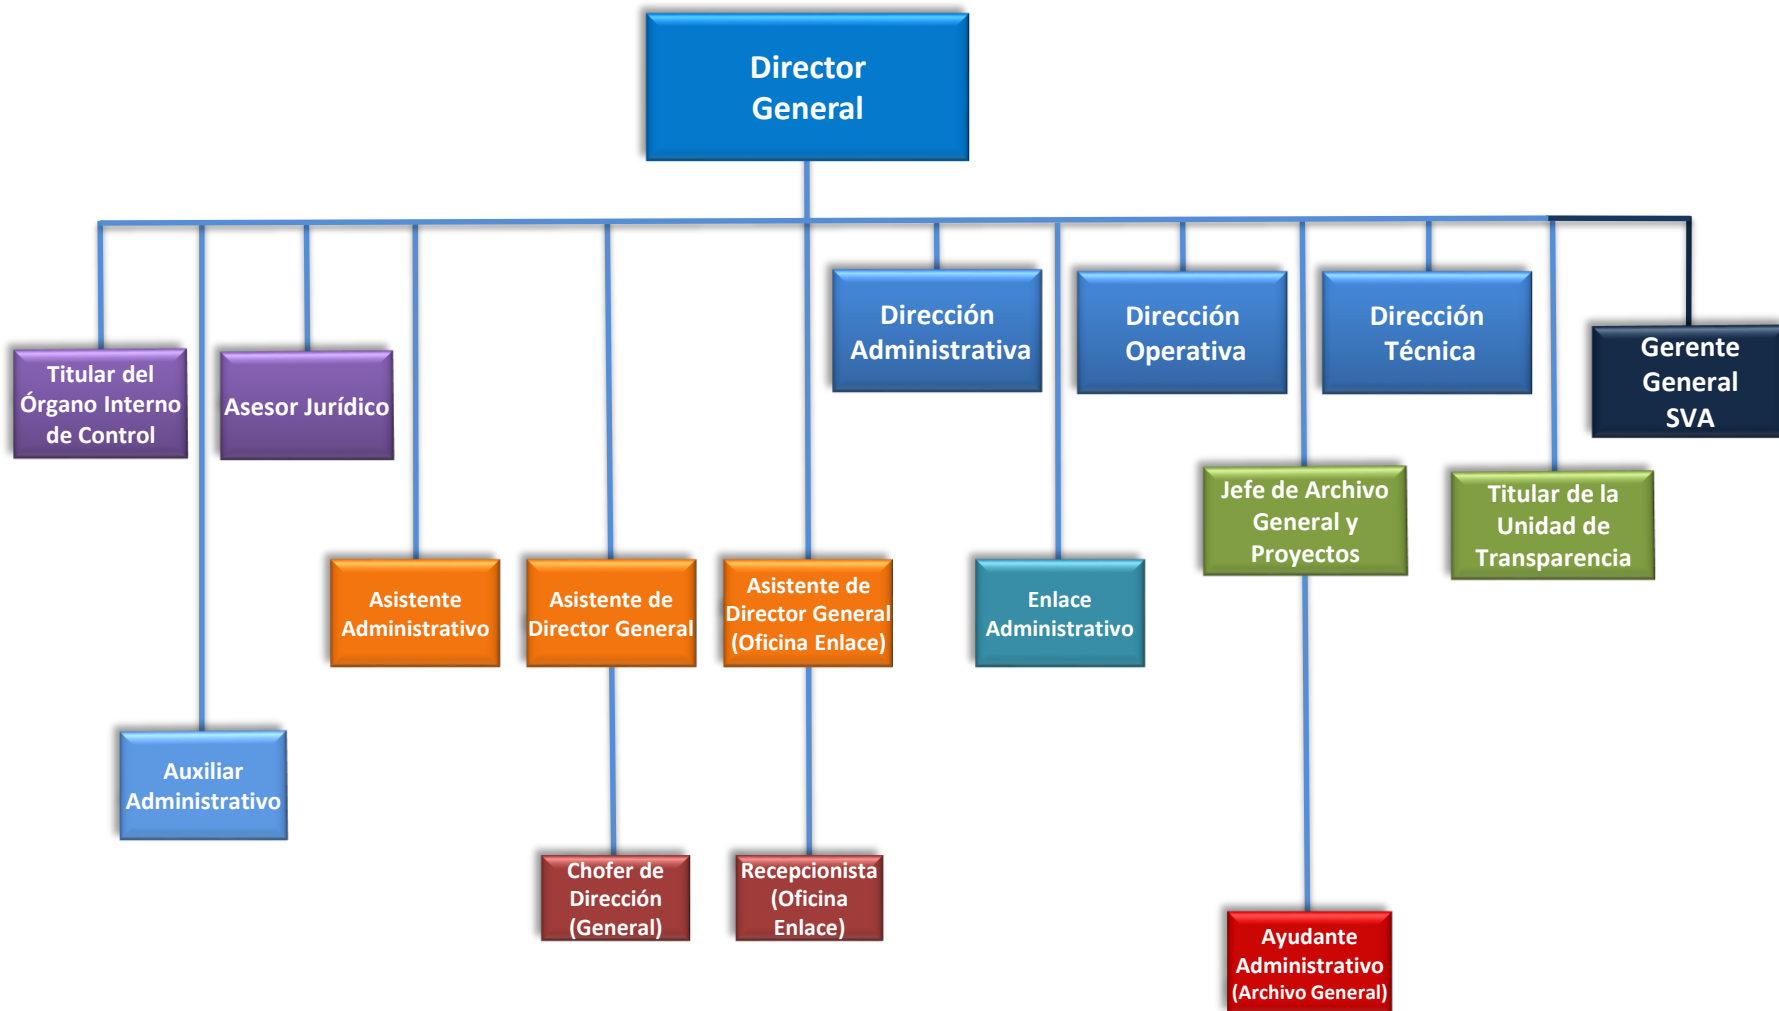 Director
General
Dirección
Administrativa
Dirección
Operativa
Dirección
Técnica
Gerente
General
SVA
Titular del
Órgano Interno
de Control
Asesor Jurídico
Jefe de Archivo
General y
Proyectos
Titular de la
Unidad de
Transparencia
Asistente
Administrativo
Asistente de
Director General
Asistente de
Director General
(Oficina Enlace)
Enlace
Administrativo
Auxiliar
Administrativo
Chofer de
Dirección
(General)
Recepcionista
(Oficina
Enlace)
Ayudante
Administrativo
(Archivo General)